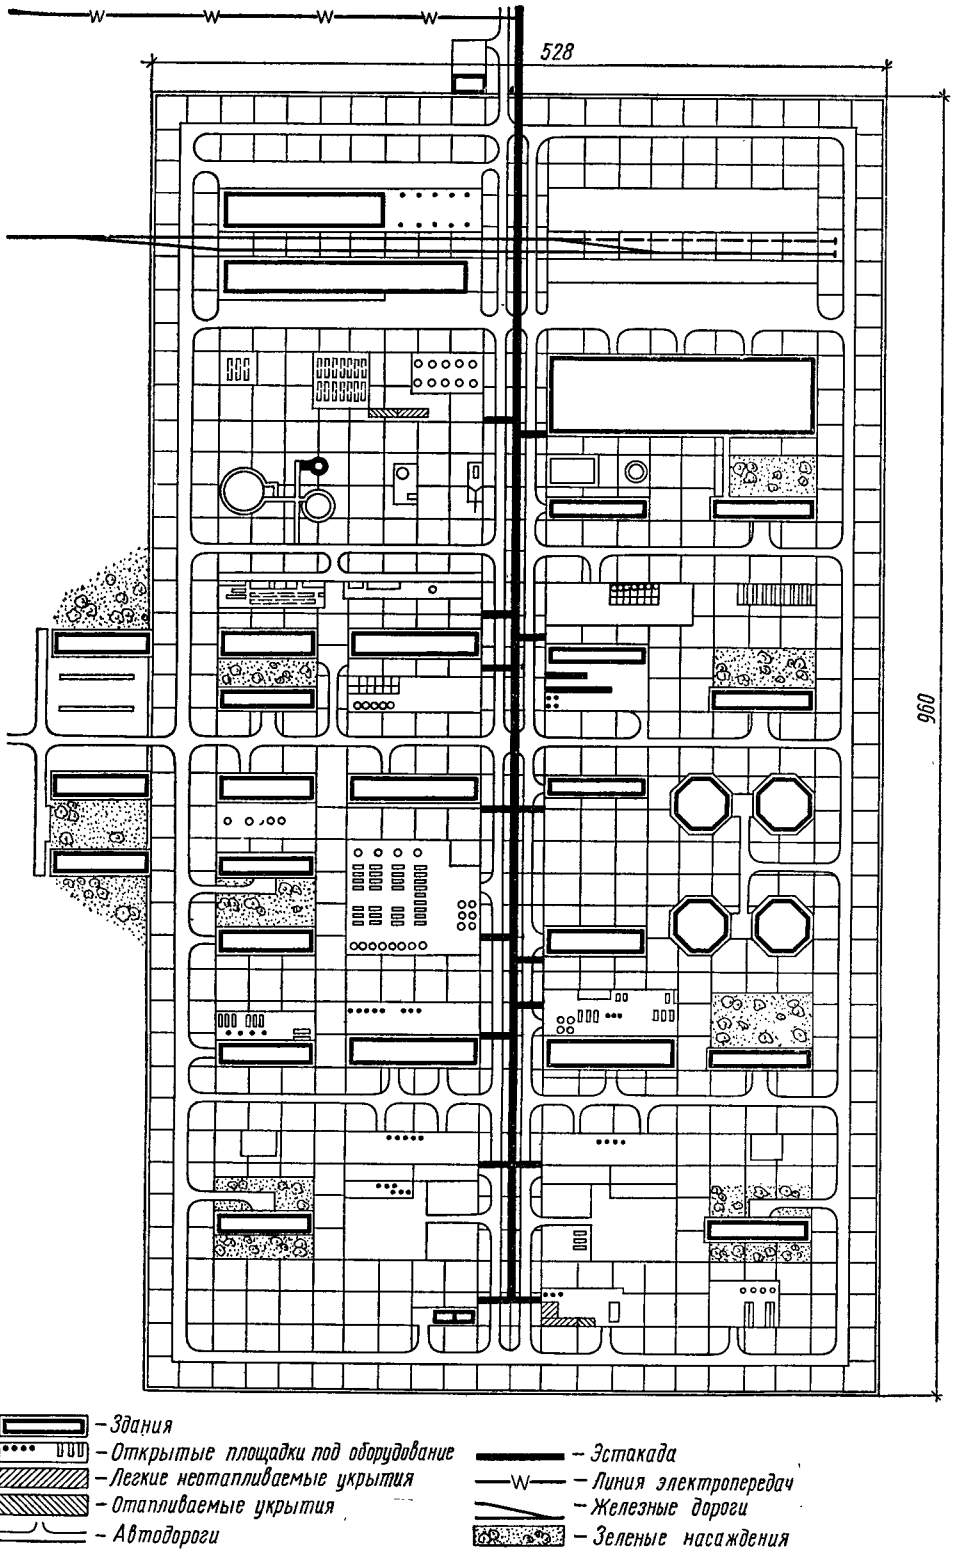 W W W W
528
960
– Здания
– Открытые площадки под оборудование
– Легкие неотапливаемые укрытия
– Отапливаемые укрытия
– Автодороги
– Эстакада
W – Линия электропередач
– Железные дороги
– Зеленые насаждения